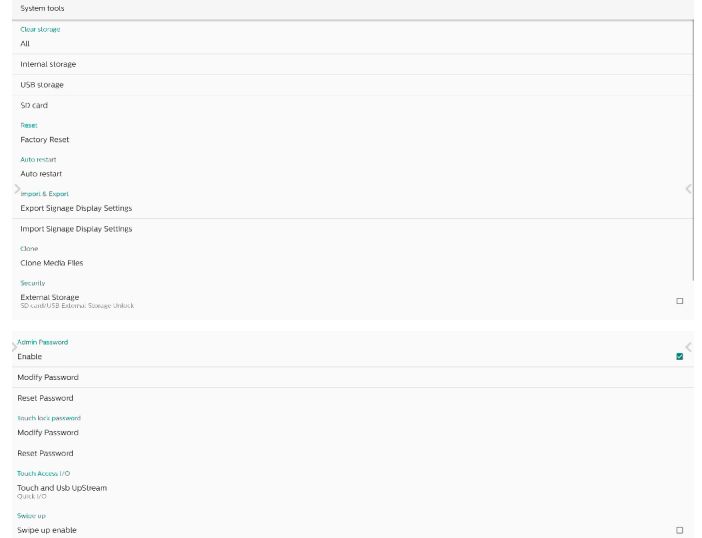 System tools
Clear storage
All
Internal storage
USB storage
SD card
Reset
Factory Reset
Auto restart
Auto restart
Import & Export
Export Signage Display Settings
Import Signage Display Settings
Clone
Clone Media Files
Security
External Storage
SD card/USB External Storage Unlock
Admin Password
Enable
Modify Password
Reset Password
Touch lock password
Modify Password
Reset Password
Touch Access I/O
Touch and Usb UpStream
Quick I/O
Swipe up
Swipe up enable